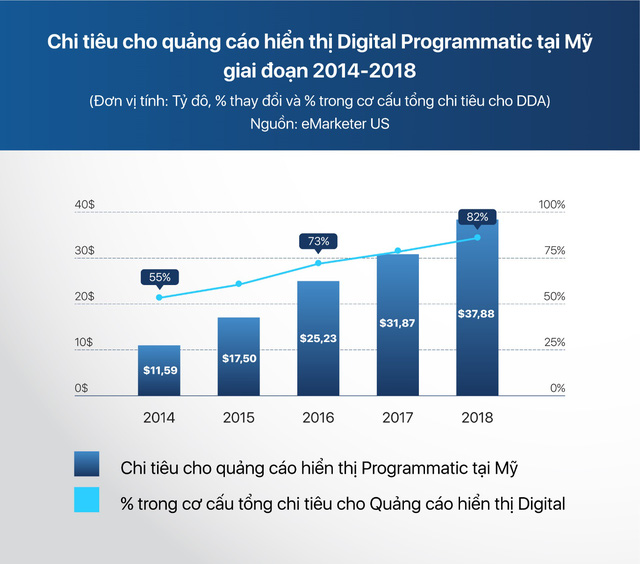 Chi tiêu cho quảng cáo hiển thị Digital Programmatic tại Mỹ
giai đoạn 2014-2018
(Đơn vị tính: Tỷ đô, % thay đổi và % trong cơ cấu tổng chi tiêu cho DDA)
Nguồn: eMarketer US
40$ 100%
82%
73%
30$ 75%
55%
20$ 50%
$37,88
$31,87
$25,23
10$ 25%
$17,50
$11,59
0$ 0%
2014 2015 2016 2017 2018
Chi tiêu cho quảng cáo hiển thị Programmatic tại Mỹ
% trong cơ cấu tổng chi tiêu cho Quảng cáo hiển thị Digital